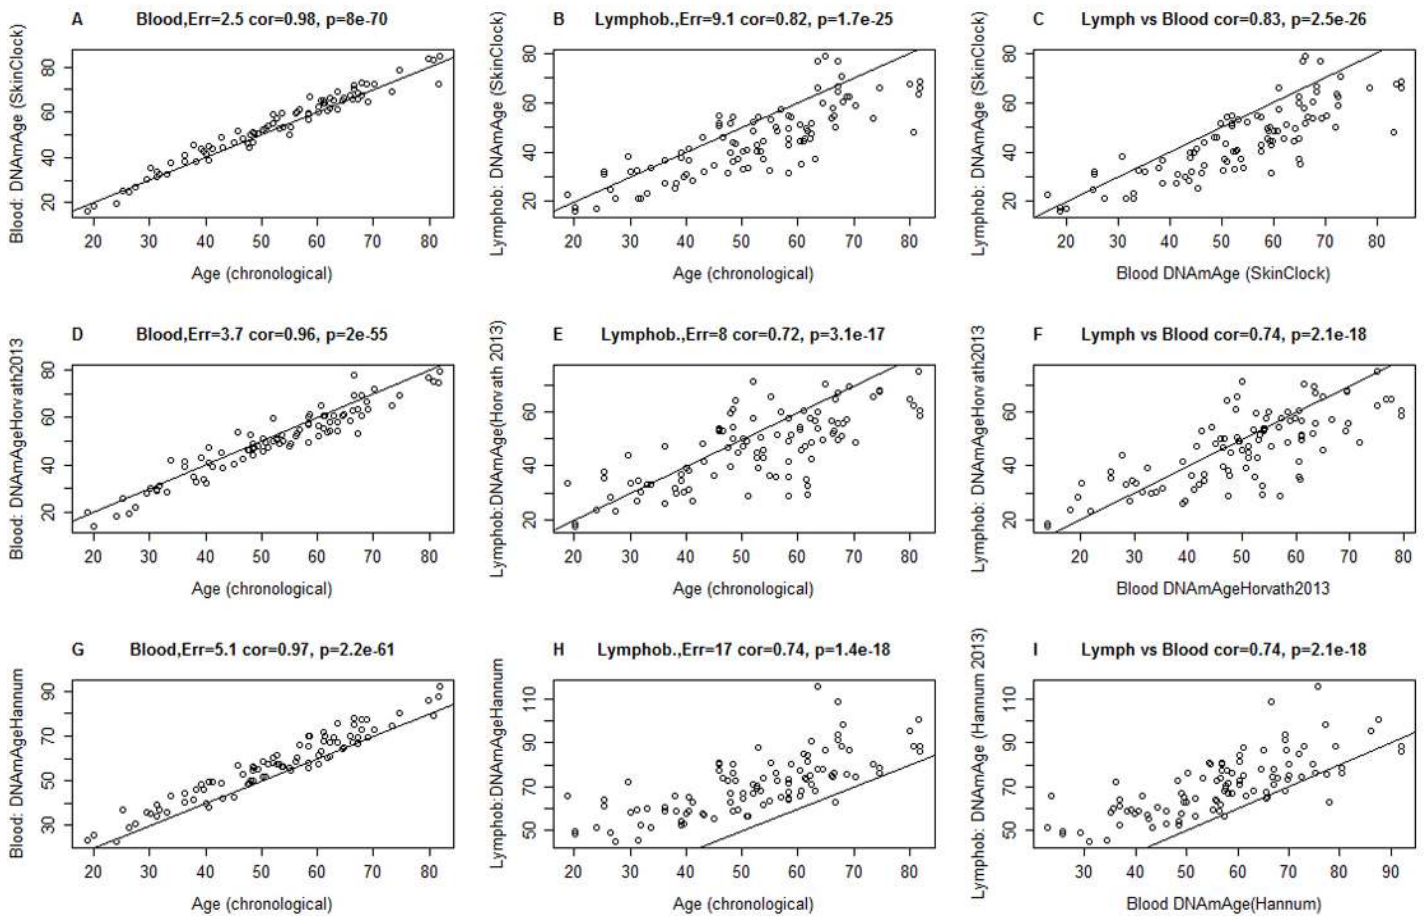 A Blood,Err=2.5 cor=0.98, p=8e-70
Blood: DNAmAge (SkinClock)
20 40 60 80
20 30 40 50 60 70 80
Age (chronological)
B Lymphob.,Err=9.1 cor=0.82, p=1.7e-25
Lymphob: DNAmAge (SkinClock)
20 40 60 80
20 30 40 50 60 70 80
Age (chronological)
C Lymph vs Blood cor=0.83, p=2.5e-26
Lymphob: DNAmAge (SkinClock)
20 40 60 80
20 30 40 50 60 70 80
Blood DNAmAge (SkinClock)
D Blood,Err=3.7 cor=0.96, p=2e-55
Blood: DNAmAgeHorvath2013
20 40 60 80
20 30 40 50 60 70 80
Age (chronological)
E Lymphob.,Err=8 cor=0.72, p=3.1e-17
Lymphob:DNAmAge(Horvath 2013)
20 40 60
20 30 40 50 60 70 80
Age (chronological)
F Lymph vs Blood cor=0.74, p=2.1e-18
Lymphob: DNAmAgeHorvath2013
20 40 60
20 30 40 50 60 70 80
Blood DNAmAgeHorvath2013
G Blood,Err=5.1 cor=0.97, p=2.2e-61
Blood: DNAmAgeHannum
30 50 70 90
20 30 40 50 60 70 80
Age (chronological)
H Lymphob.,Err=17 cor=0.74, p=1.4e-18
Lymphob:DNAmAgeHannum
50 70 90 110
20 30 40 50 60 70 80
Age (chronological)
I Lymph vs Blood cor=0.74, p=2.1e-18
Lymphob: DNAmAge (Hannum 2013)
50 70 90 110
30 40 50 60 70 80 90
Blood DNAmAge(Hannum)